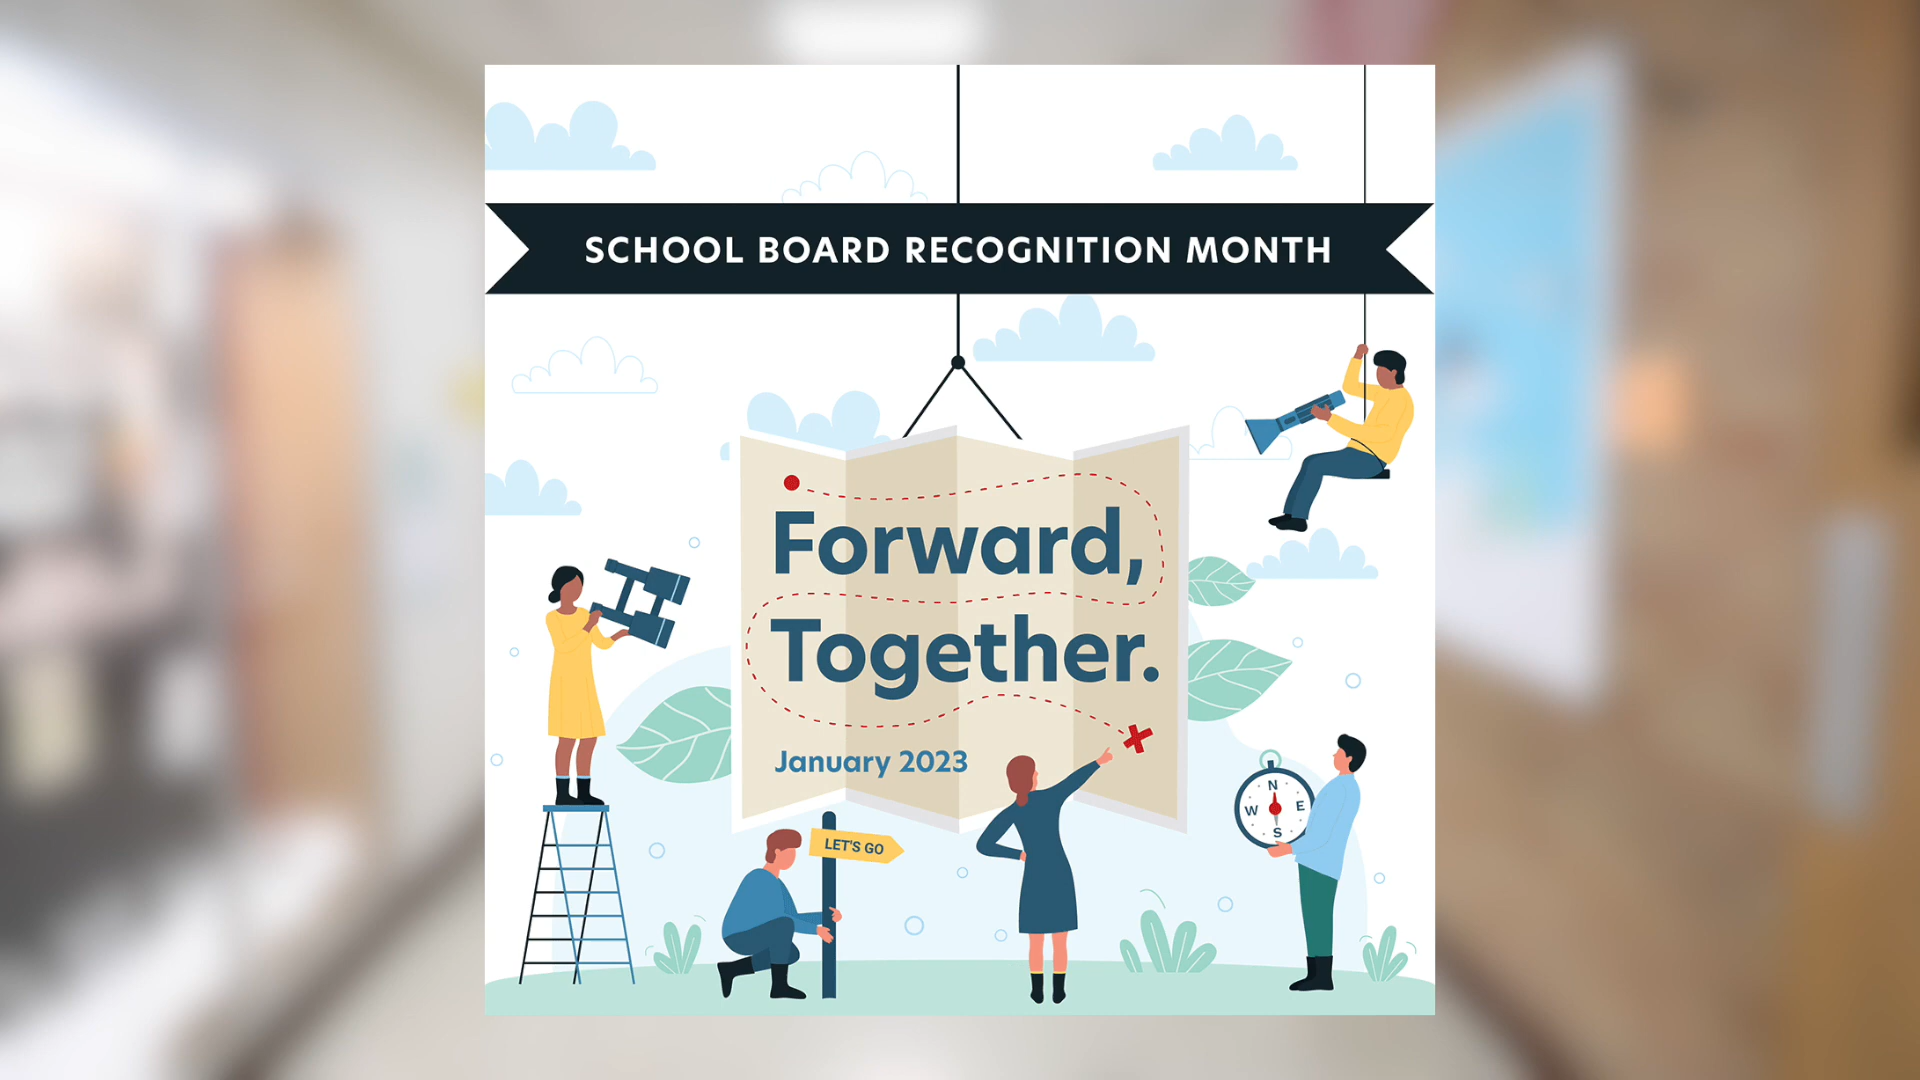 SCHOOL BOARD RECOGNITION MONTH
Forward,
Together.
January 2023
LET'S GO
N
W E
S